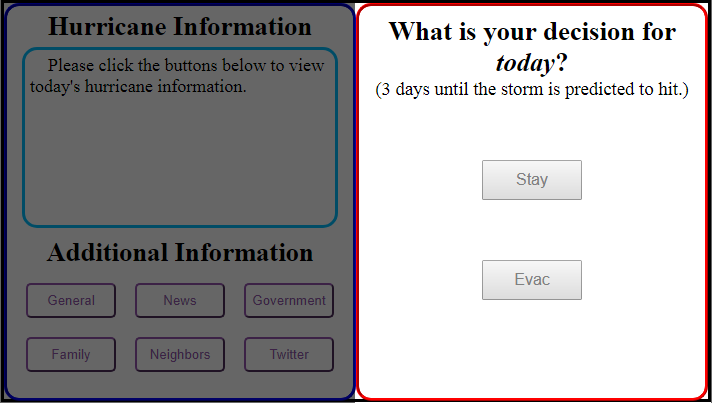 Hurricane Information
Please click the buttons below to view
today's hurricane information.
Additional Information
General
News
Government
Family
Neighbors
Twitter
What is your decision for
today?
(3 days until the storm is predicted to hit.)
Stay
Evac